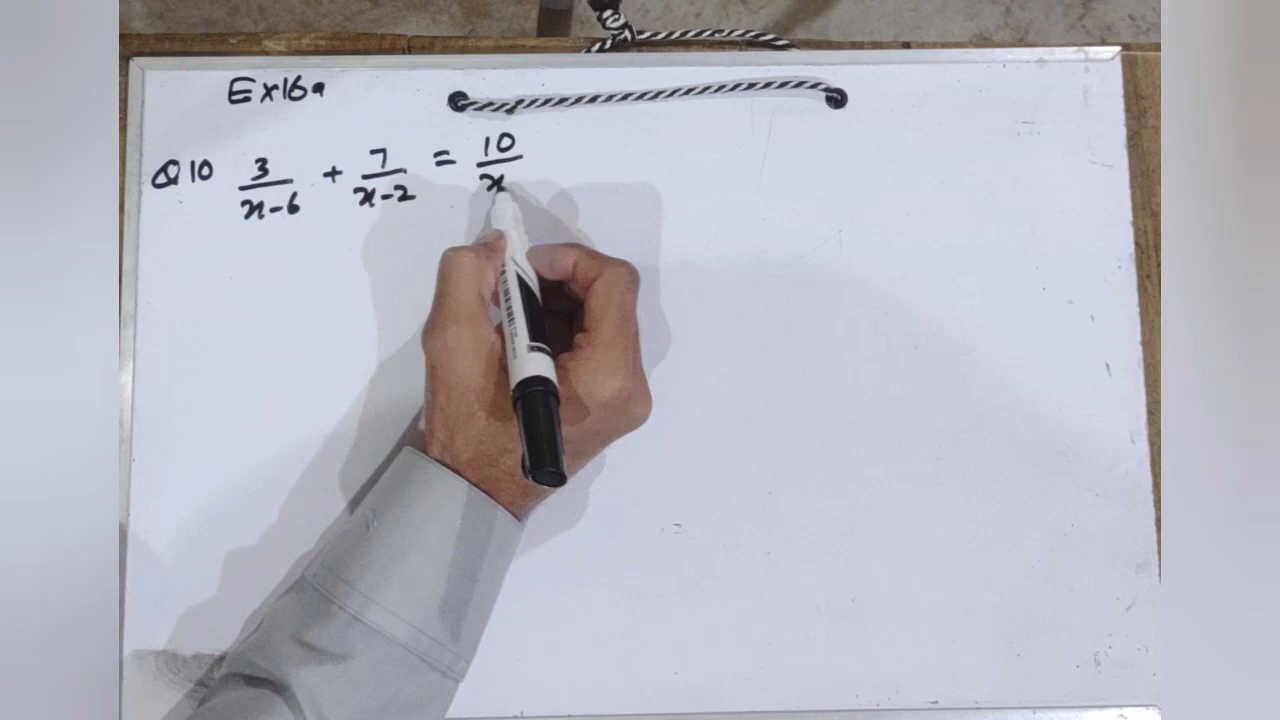 Ex16a
Q10 3/x-6 + 7/x-2 = 10/x